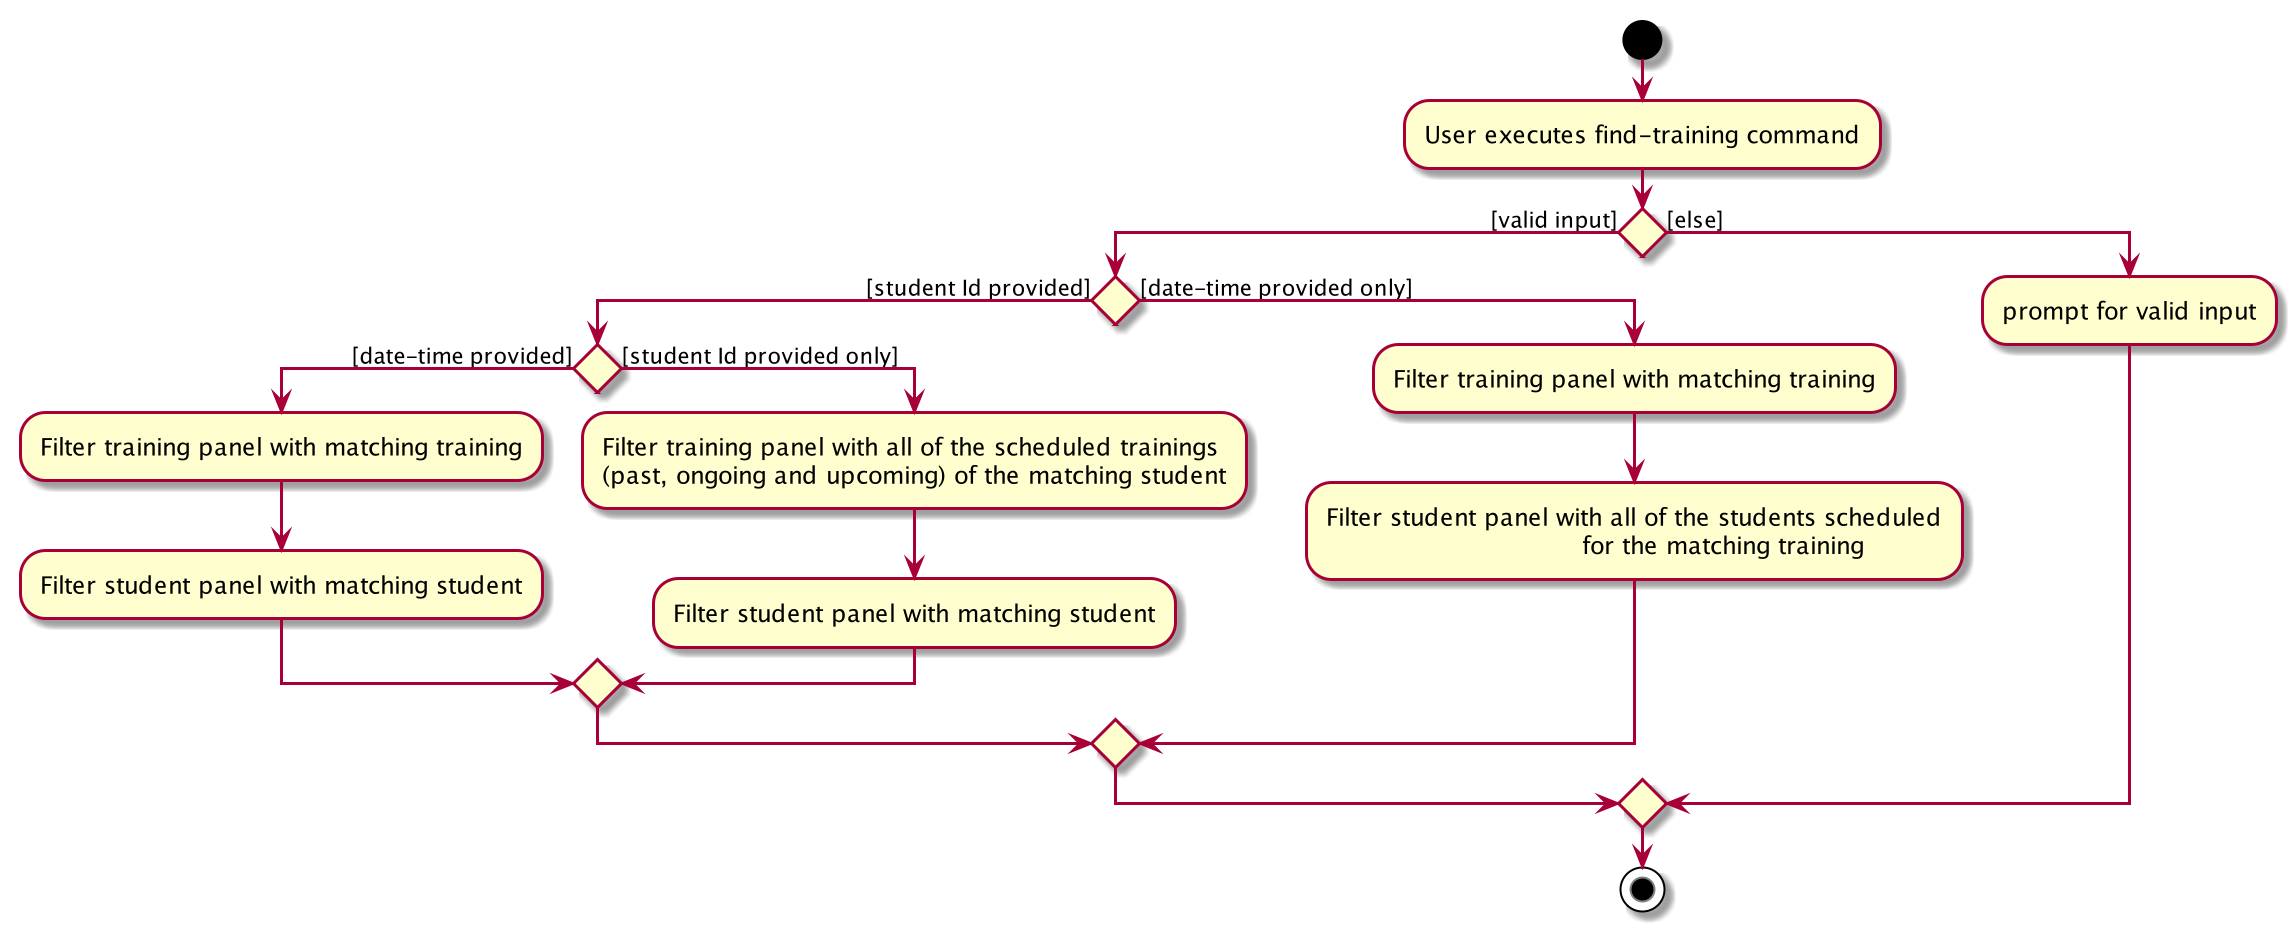 User executes find-training command
[valid input]
[else]
[student Id provided]
[date-time provided only]
prompt for valid input
[date-time provided]
[student Id provided only]
Filter training panel with matching training
Filter training panel with matching training
Filter training panel with all of the scheduled trainings
(past, ongoing and upcoming) of the matching student
Filter student panel with all of the students scheduled
for the matching training
Filter student panel with matching student
Filter student panel with matching student